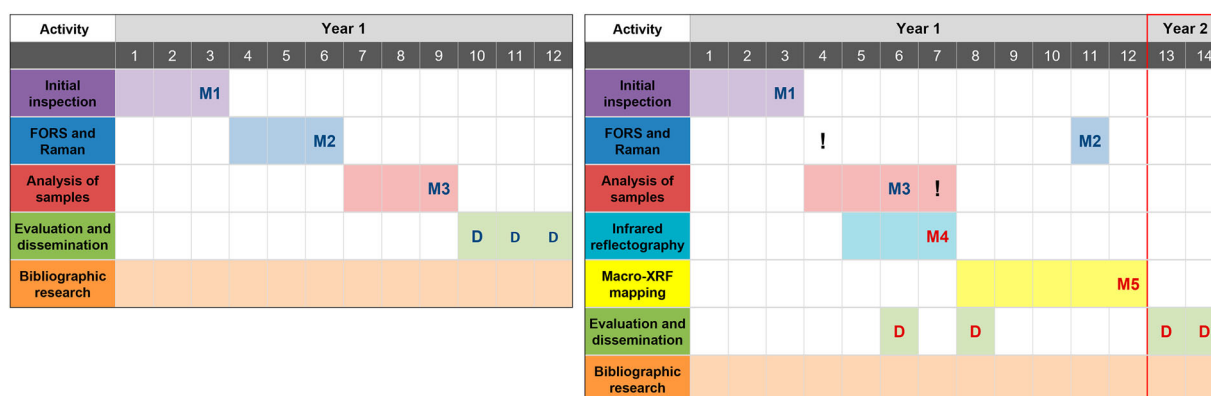 Activity Year 1
1 2 3 4 5 6 7 8 9 10 11 12
Initial
inspection
M1
FORS and
Raman
M2
Analysis of
samples
M3
Evaluation and
dissemination
D D D
Bibliographic
research
Activity Year 1 Year 2
1 2 3 4 5 6 7 8 9 10 11 12 13 14
Initial
inspection
M1
FORS and
Raman
! M2
Analysis of
samples
M3 !
Infrared
reflectography
M4
Macro-XRF
mapping
M5
Evaluation and
dissemination
D D D D
Bibliographic
research